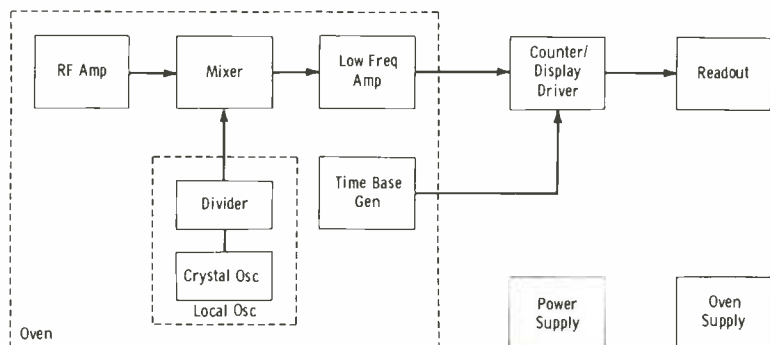 RF Amp
Mixer
Low Freq
Amp
Counter/
Display
Driver
Readout
Divider
Time Base
Gen
Crystal Osc
Local Osc
Oven
Power
Supply
Oven
Supply